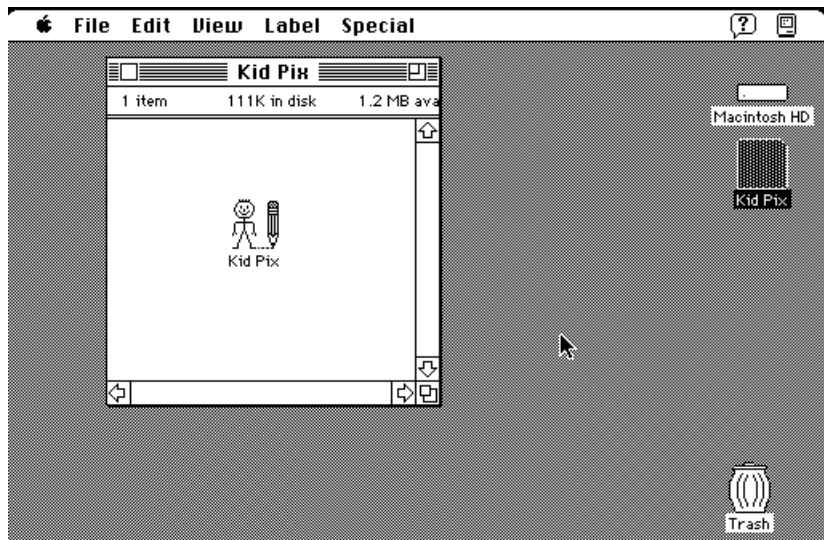 File Edit View Label Special ?
Kid Pix
1 item 111K in disk 1.2 MB ava
Kid Pix
Macintosh HD
Kid Pix
Trash